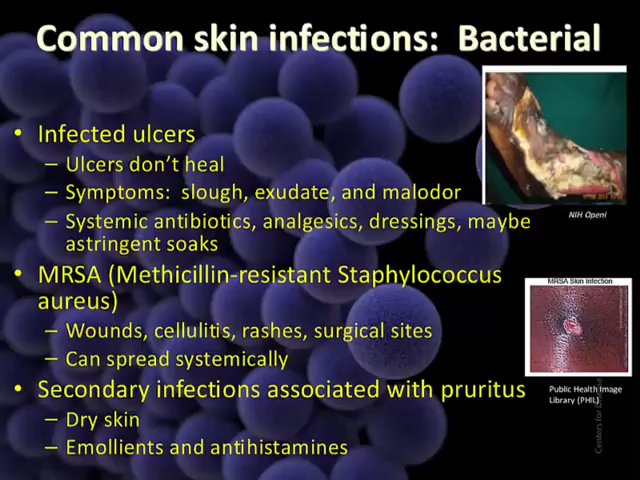 Common skin infections:  Bacterial
• Infected ulcers
– Ulcers don't heal
– Symptoms:  slough, exudate, and malodor
– Systemic antibiotics, analgesics, dressings, maybe
astringent soaks
NIH Openi
• MRSA (Methicillin-resistant Staphylococcus
aureus)
– Wounds, cellulitis, rashes, surgical sites
– Can spread systemically
MRSA Skin Infection
• Secondary infections associated with pruritus
– Dry skin
– Emollients and antihistamines
Public Health Image
Library (PHIL)
Centers for